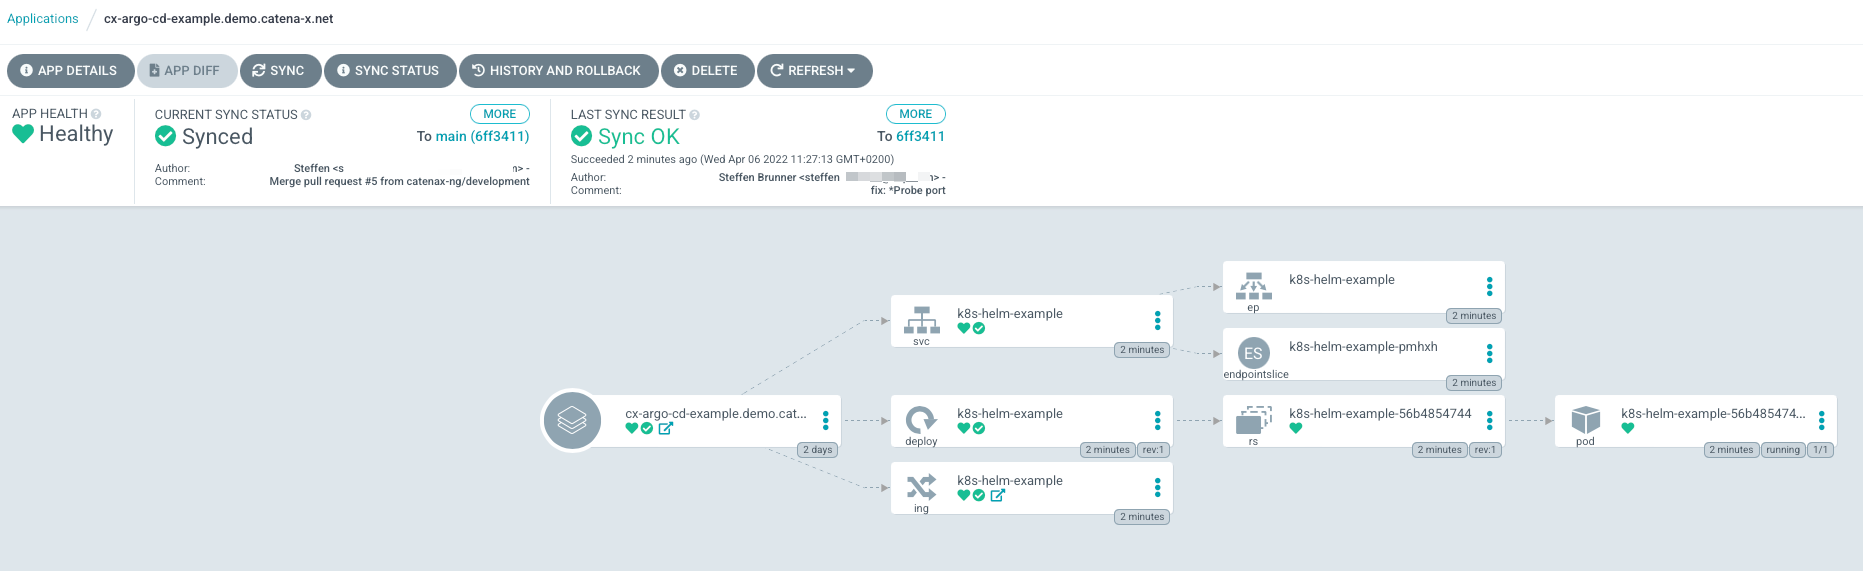 Applications / cx-argo-cd-example.demo.catena-x.net
APP DETAILS APP DIFF SYNC SYNC STATUS HISTORY AND ROLLBACK DELETE REFRESH
APP HEALTH
Healthy
CURRENT SYNC STATUS MORE
Synced To main (6ff3411)
Author: Steffen <s n> -
Comment: Merge pull request #5 from catenax-ng/development
LAST SYNC RESULT MORE
Sync OK To 6ff3411
Succeeded 2 minutes ago (Wed Apr 06 2022 11:27:13 GMT+0200)
Author: Steffen Brunner <steffen n> -
Comment: fix: *Probe port
cx-argo-cd-example.demo.cat...
2 days
k8s-helm-example
svc
2 minutes
k8s-helm-example
ep
2 minutes
k8s-helm-example-pmhxh
ES
endpointslice
2 minutes
k8s-helm-example
deploy
2 minutes rev:1
k8s-helm-example-56b4854744
rs
2 minutes rev:1
k8s-helm-example-56b485474...
pod
2 minutes running 1/1
k8s-helm-example
ing
2 minutes